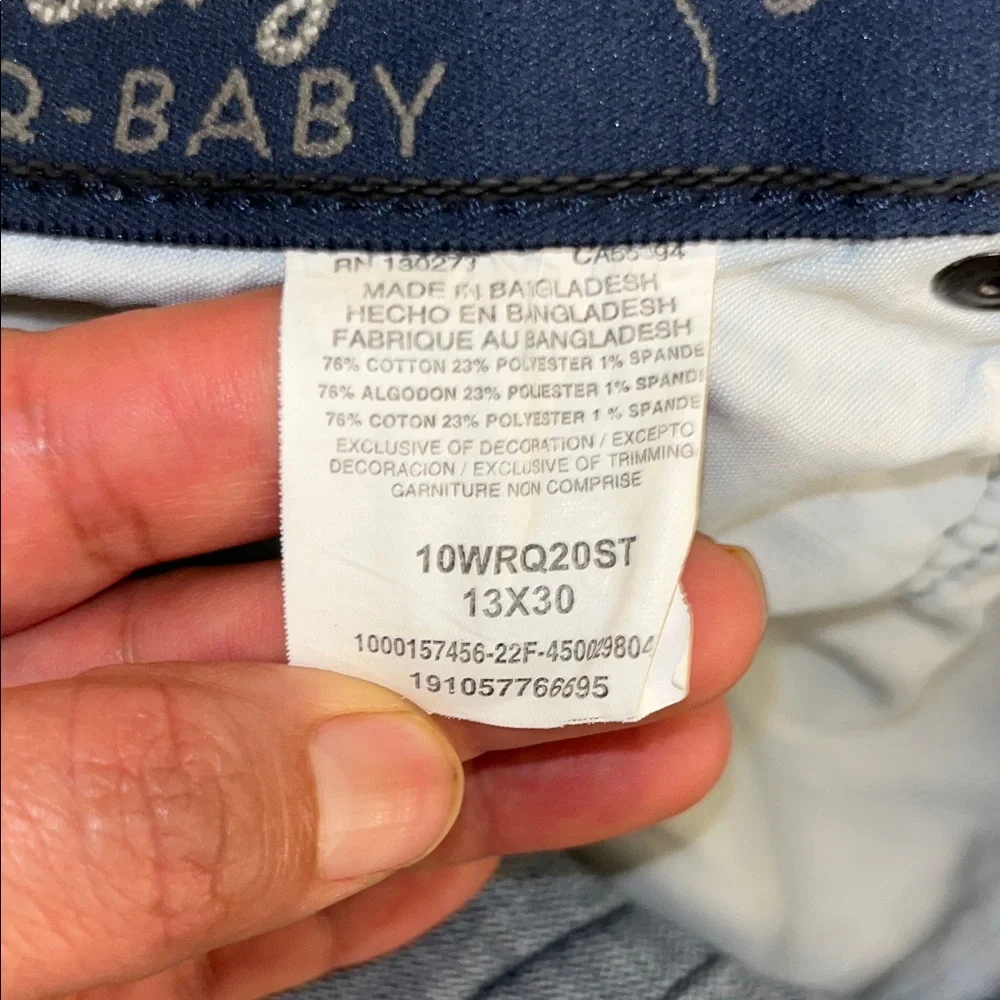 Q-BABY
RN 130273
MADE IN BANGLADESH
HECHO EN BANGLADESH
FABRIQUE AU BANGLADESH
76% COTTON 23% POLYESTER 1% SPANDE
76% ALGODON 23% POLIESTER 1% SPAND
76% COTON 23% POLYESTER 1 % SPANDE
EXCLUSIVE OF DECORATION / EXCEPTO
DECORACION / EXCLUSIVE OF TRIMMING
GARNITURE NON COMPRISE
10WRQ20ST
13X30
1000157456-22F-450029804
191057766695